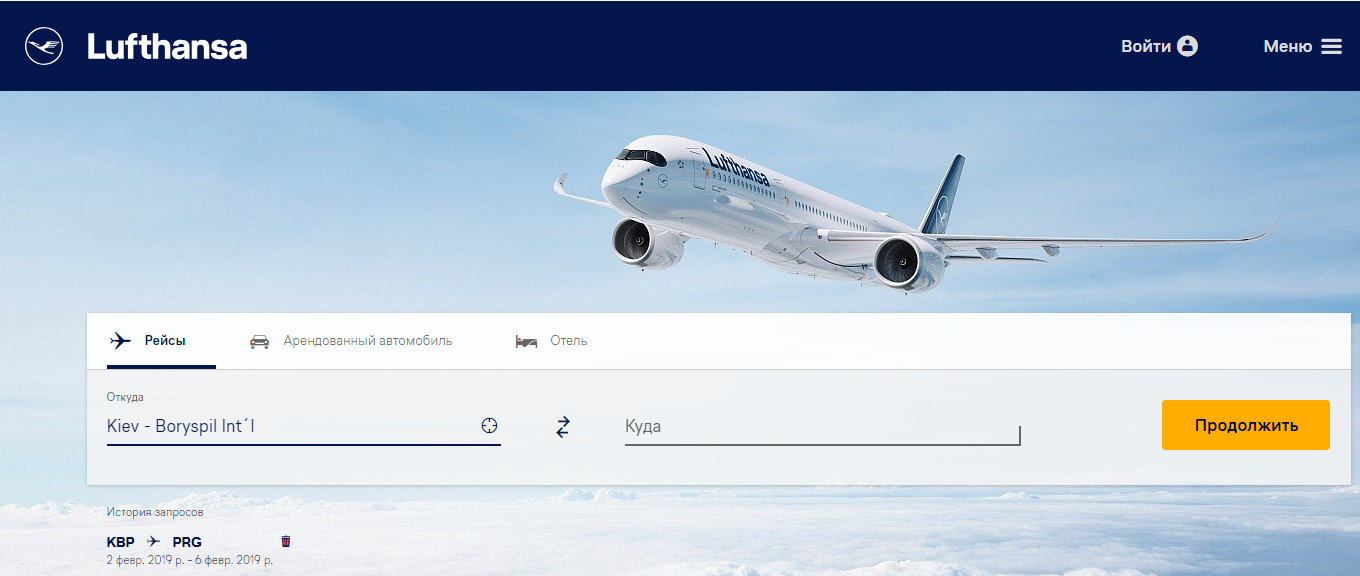 Lufthansa
Войти
Меню
Lufthansa
Рейсы
Арендованный автомобиль
Отель
Откуда
Kiev - Boryspil Int´l
Куда
Продолжить
История запросов
KBP PRG
2 февр. 2019 р. - 6 февр. 2019 р.